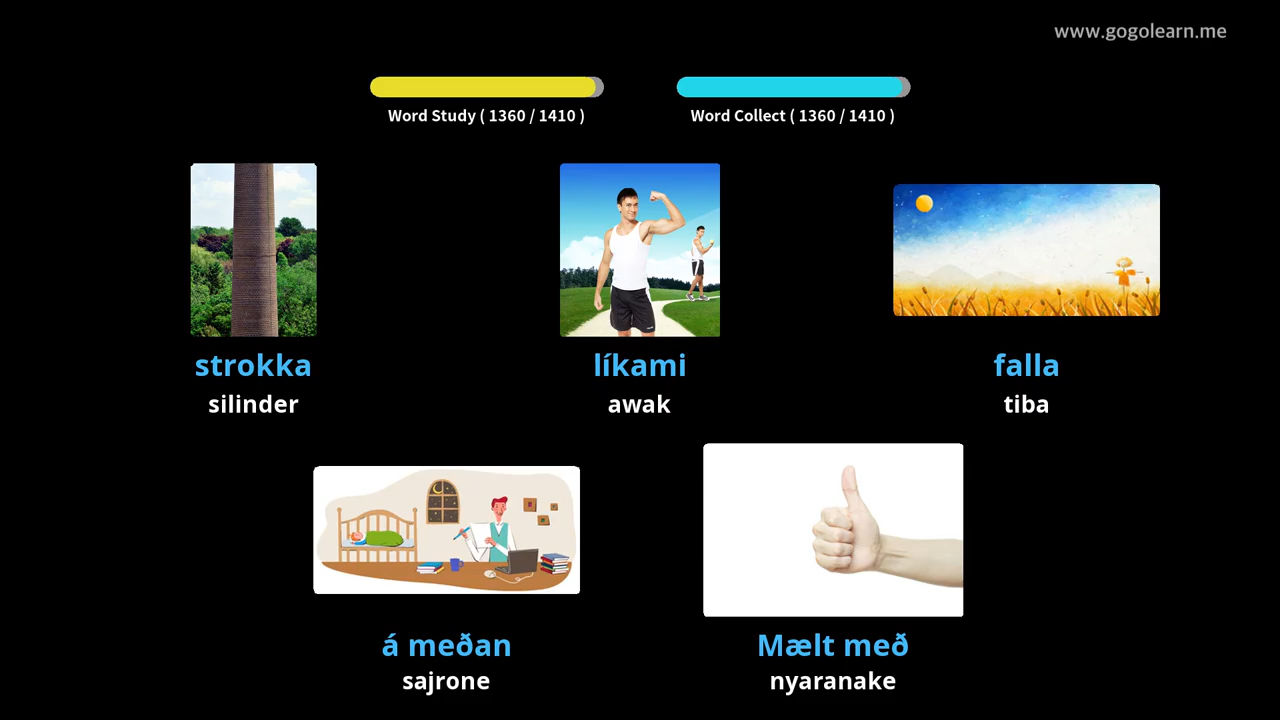 www.gogolearn.me
Word Study ( 1360 / 1410 )
Word Collect ( 1360 / 1410 )
strokka
silinder
líkami
awak
falla
tiba
á meðan
sajrone
Mælt með
nyaranake